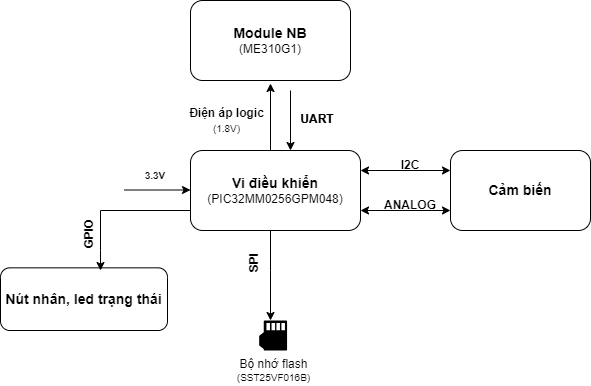 Module NB
(ME310G1)
Điện áp logic
(1.8V)
UART
3.3V
Vi điều khiển
(PIC32MM0256GPM048)
I2C
ANALOG
Cảm biến
GPIO
SPI
Nút nhân, led trạng thái
Bộ nhớ flash
(SST25VF016B)